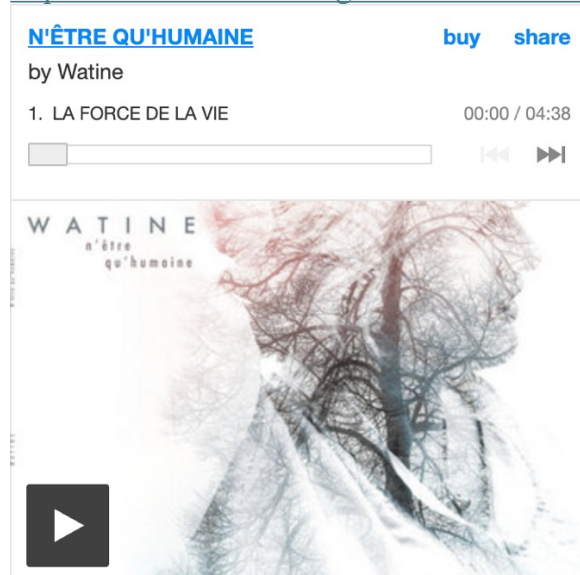 N'ÊTRE QU'HUMAINE buy share
by Watine
1. LA FORCE DE LA VIE 00:00 / 04:38
WATINE
n'être
qu'humaine